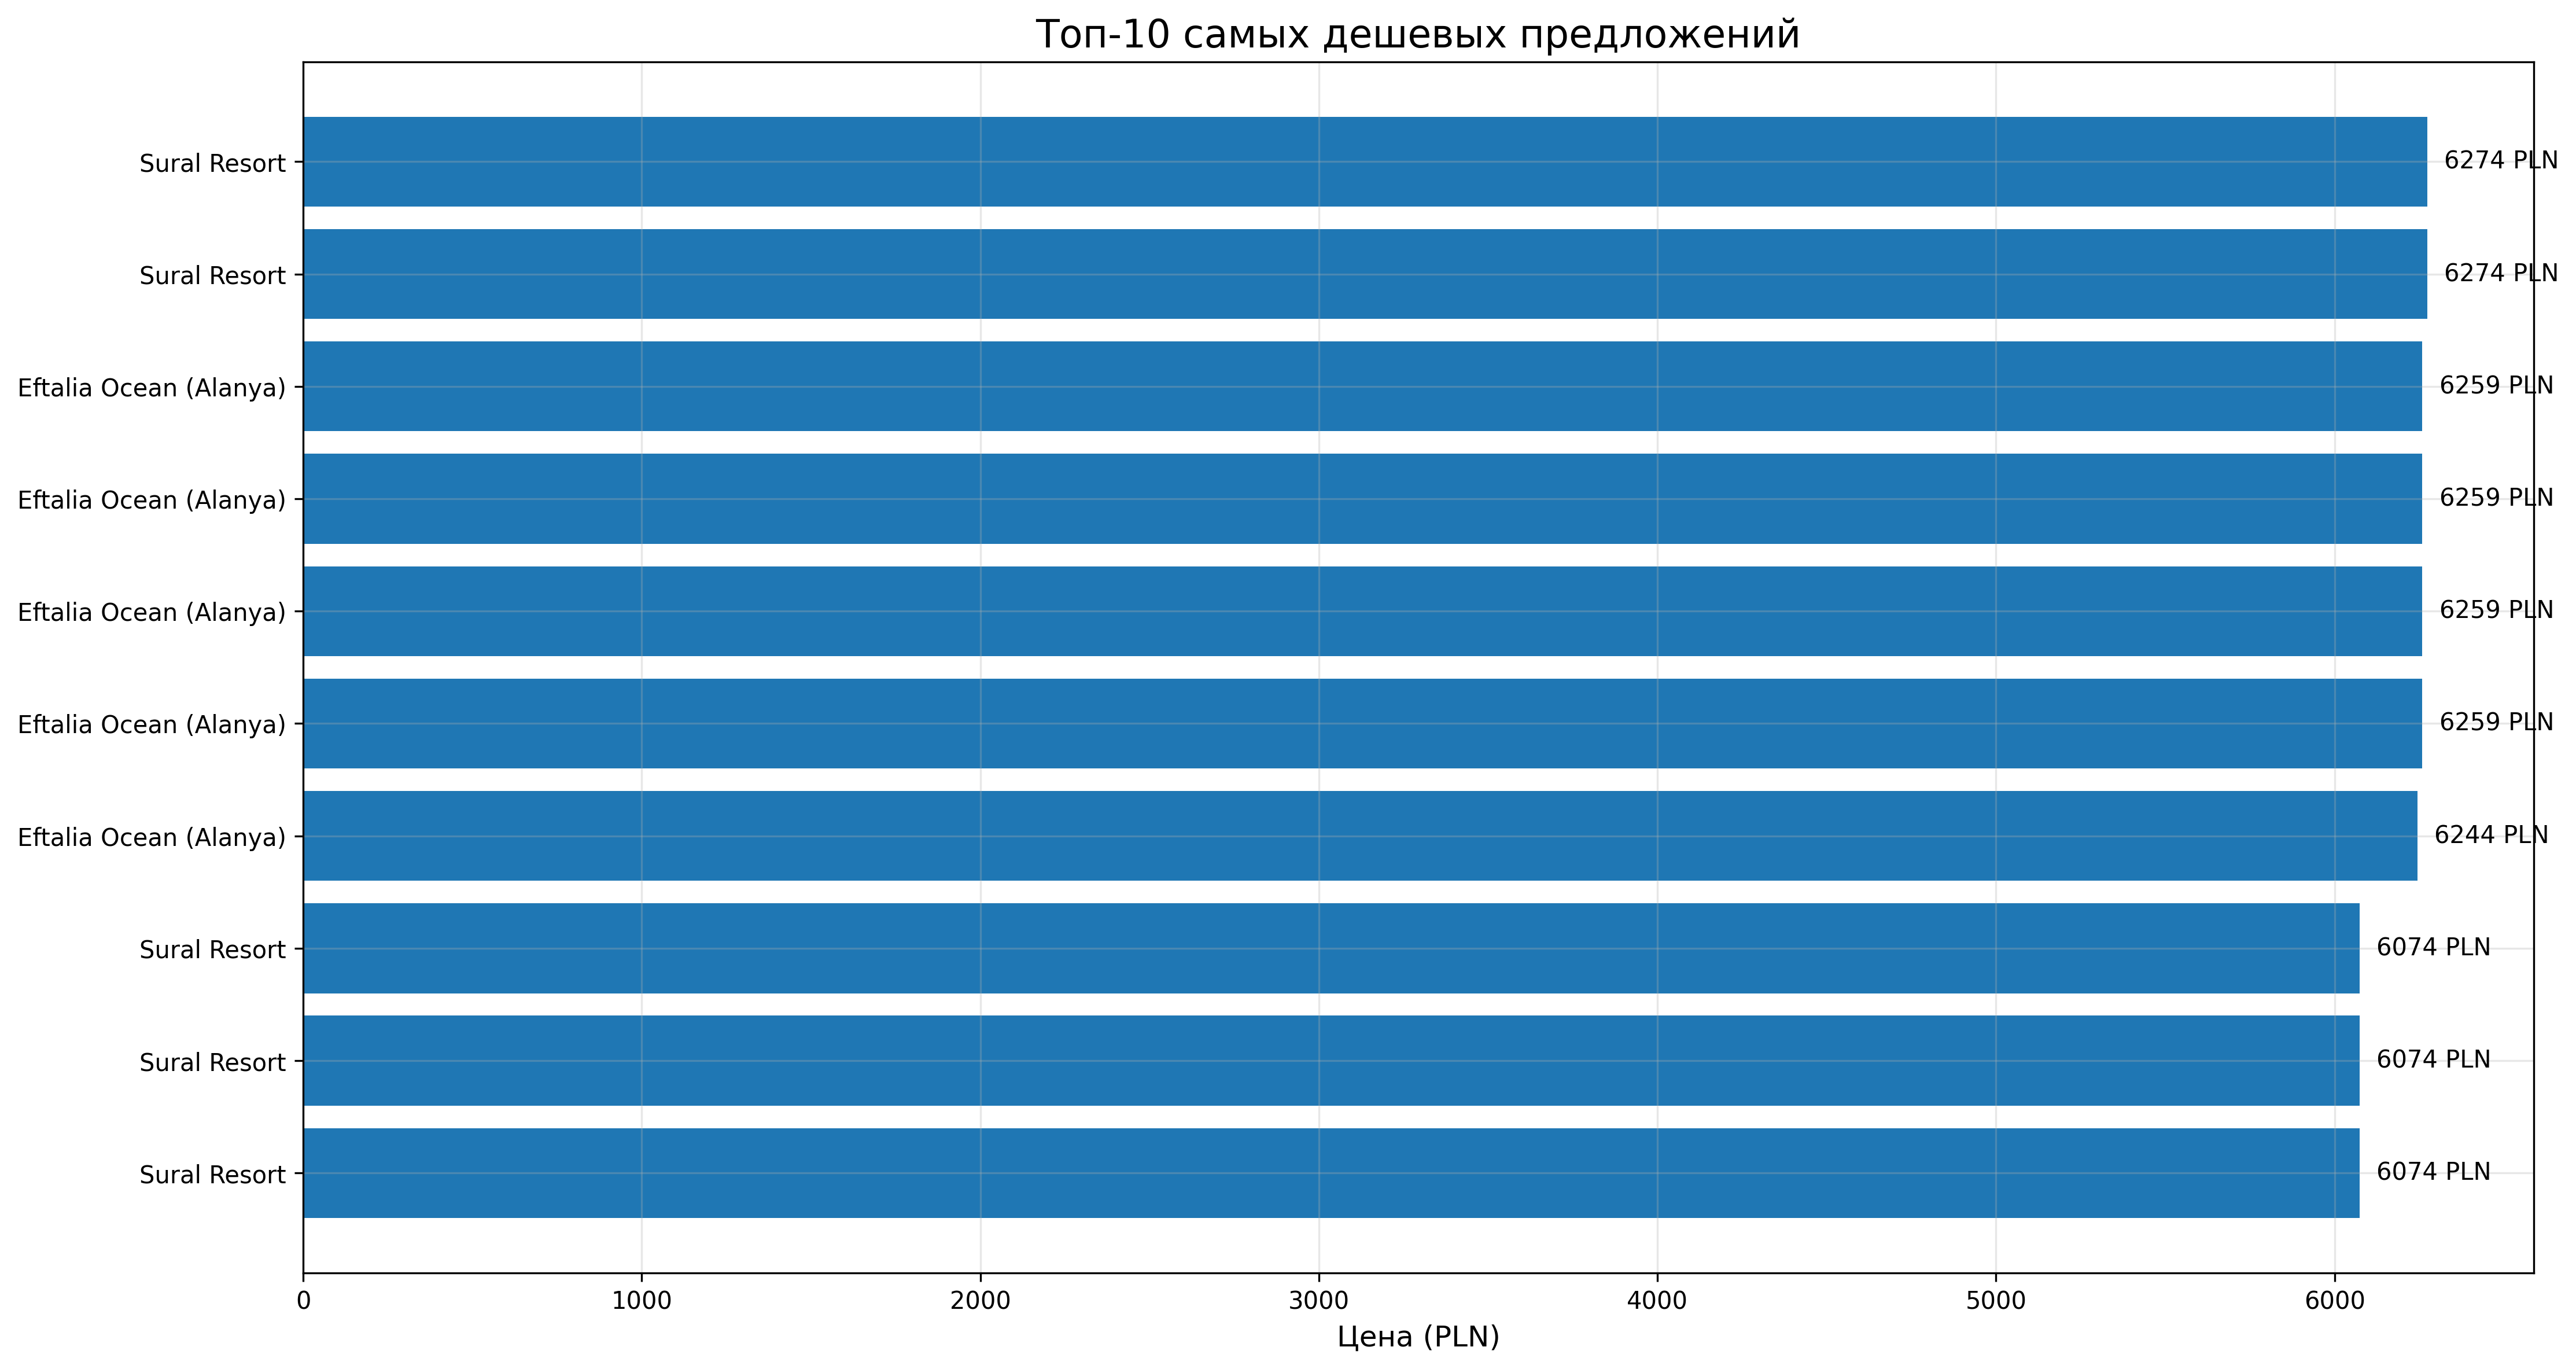 Топ-10 самых дешевых предложений
Sural Resort
6274 PLN
Sural Resort
6274 PLN
Eftalia Ocean (Alanya)
6259 PLN
Eftalia Ocean (Alanya)
6259 PLN
Eftalia Ocean (Alanya)
6259 PLN
Eftalia Ocean (Alanya)
6259 PLN
Eftalia Ocean (Alanya)
6244 PLN
Sural Resort
6074 PLN
Sural Resort
6074 PLN
Sural Resort
6074 PLN
0 1000 2000 3000 4000 5000 6000
Цена (PLN)